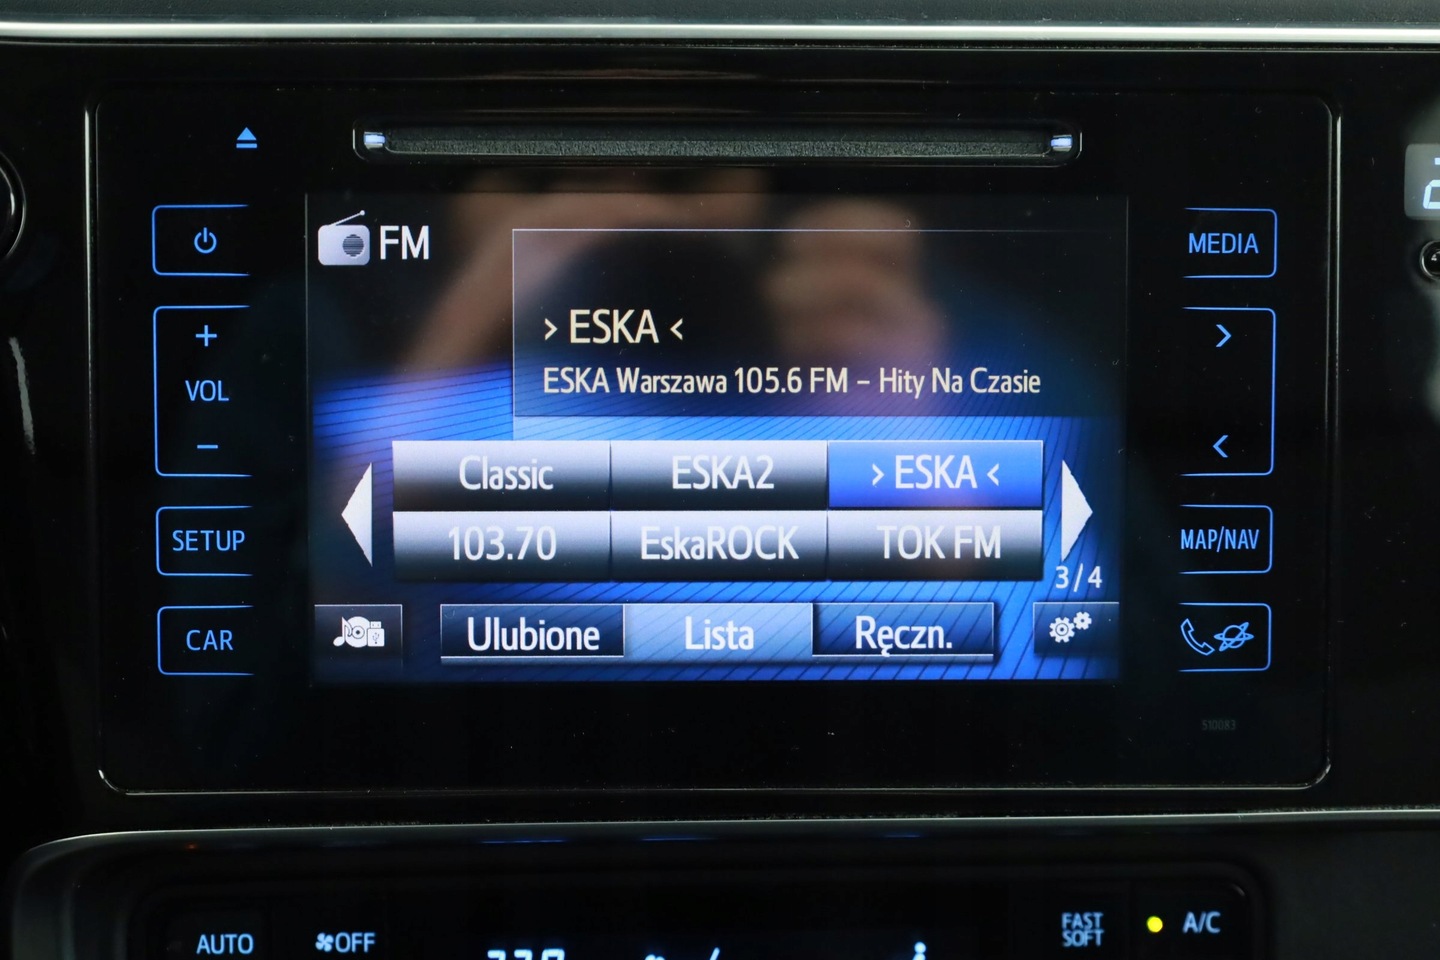 FM
MEDIA
> ESKA <
+
VOL
-
ESKA Warszawa 105.6 FM – Hity Na Czasie
Classic
ESKA2
> ESKA <
103.70
EskaROCK
TOK FM
3/4
SETUP
MAP/NAV
CAR
Ulubione
Lista
Ręczn.
510083
AUTO
OFF
FAST
SOFT
A/C